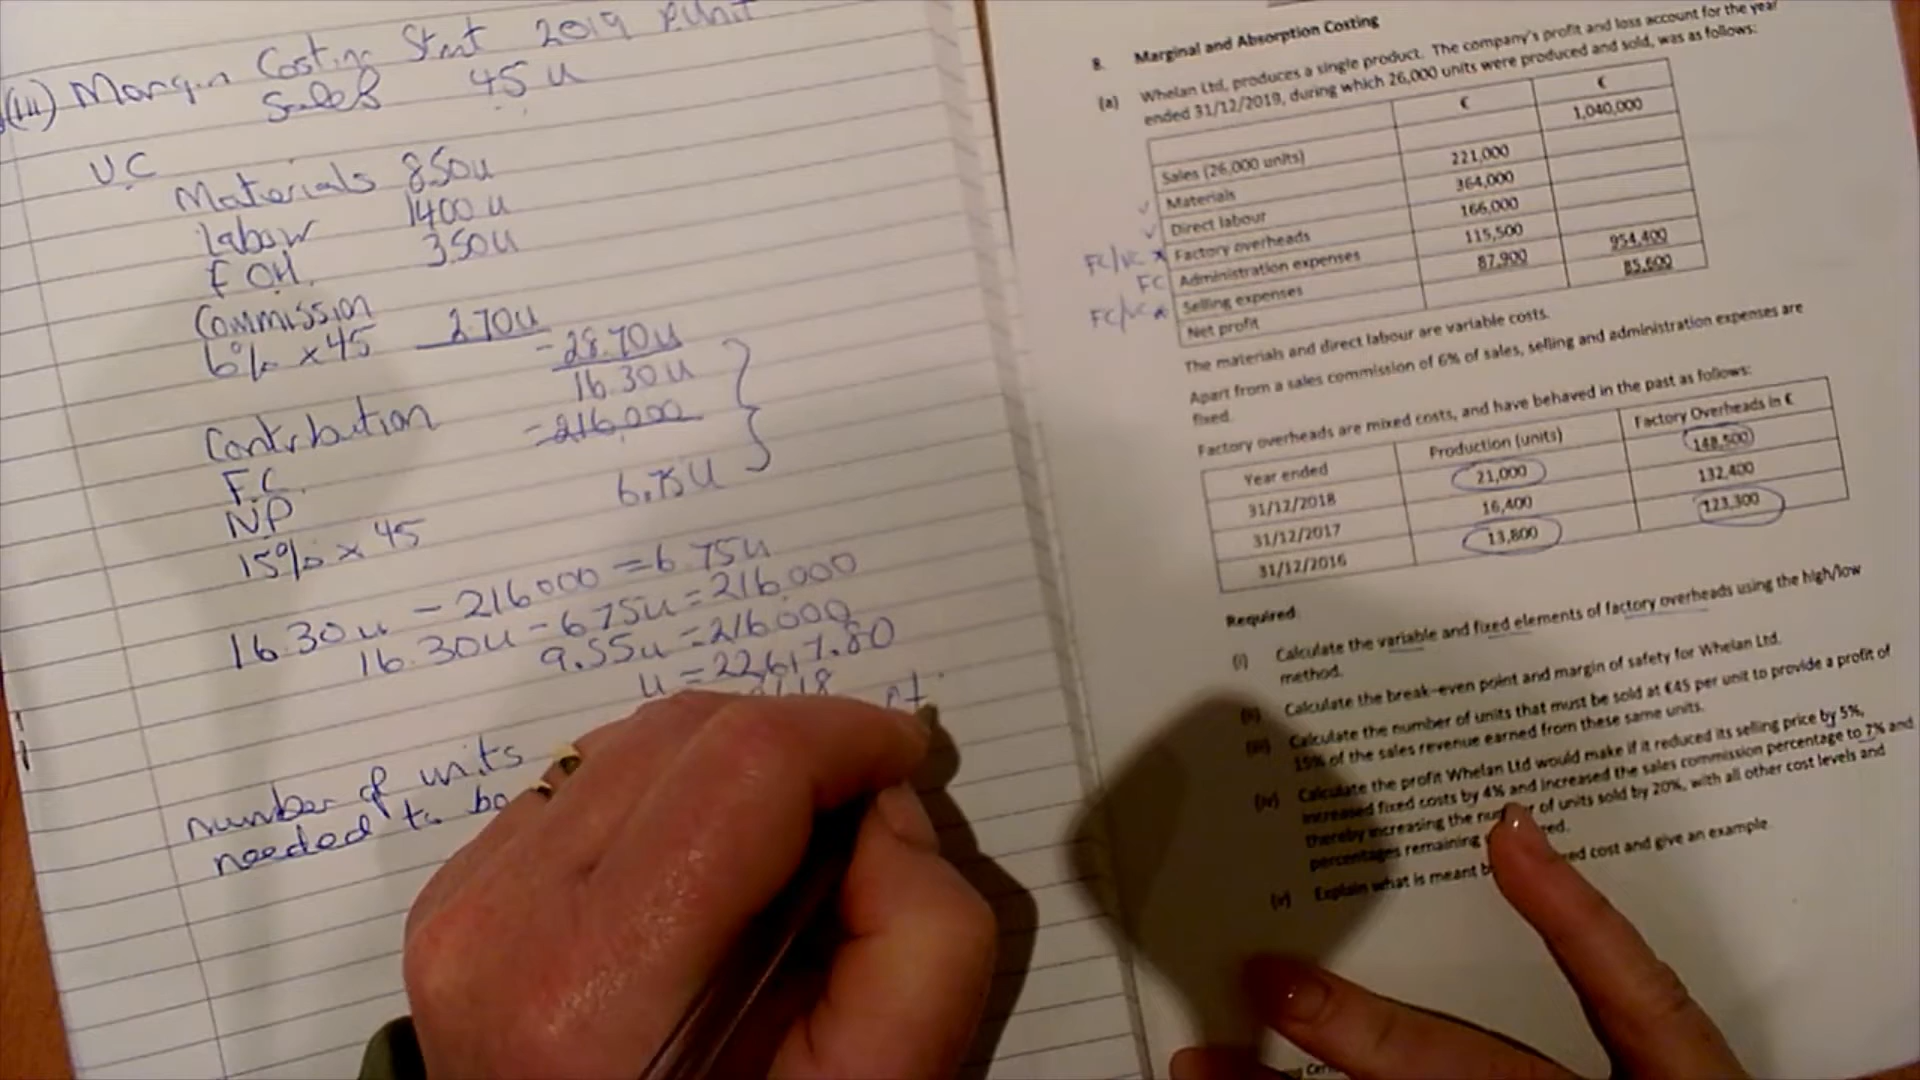 (iii) Margin Costing Stmt 2019 P.Unit
Sales 45 u
V.C
Materials 8.50u
labour 14.00 u
F OH. 3.50u
Commission
6% x 45 2.70u - 28.70u
16.30u
Contribution
F.C. = 216,000
NP 6.75u
15% x 45
16.30u - 216000 = 6.75u
16.30u - 6.75u = 216.000
9.55u = 216.000
u = 22617.80
number of units
needed to be
8. Marginal and Absorption Costing
(a) Whelan Ltd, produces a single product. The company's profit and loss account for the year
ended 31/12/2019, during which 26,000 units were produced and sold, was as follows:
€ €
Sales (26,000 units) 1,040,000
Materials 221,000
Direct labour 364,000
FC/VC Factory overheads 166,000
FC Administration expenses 115,500
FC/VC Selling expenses 87,900 954,400
Net profit 85,600
The materials and direct labour are variable costs.
Apart from a sales commission of 6% of sales, selling and administration expenses are
fixed.
Factory overheads are mixed costs, and have behaved in the past as follows:
Year ended Production (units) Factory Overheads in €
31/12/2018 21,000 148,500
31/12/2017 16,400 132,400
31/12/2016 13,800 123,300
Required
(i) Calculate the variable and fixed elements of factory overheads using the high/low
method.
(ii) Calculate the break-even point and margin of safety for Whelan Ltd.
(iii) Calculate the number of units that must be sold at €45 per unit to provide a profit of
15% of the sales revenue earned from these same units.
(iv) Calculate the profit Whelan Ltd would make if it reduced its selling price by 5%,
increased fixed costs by 4% and increased the sales commission percentage to 7% and
thereby increasing the number of units sold by 20%, with all other cost levels and
percentages remaining
(v) Explain what is meant cost and give an example